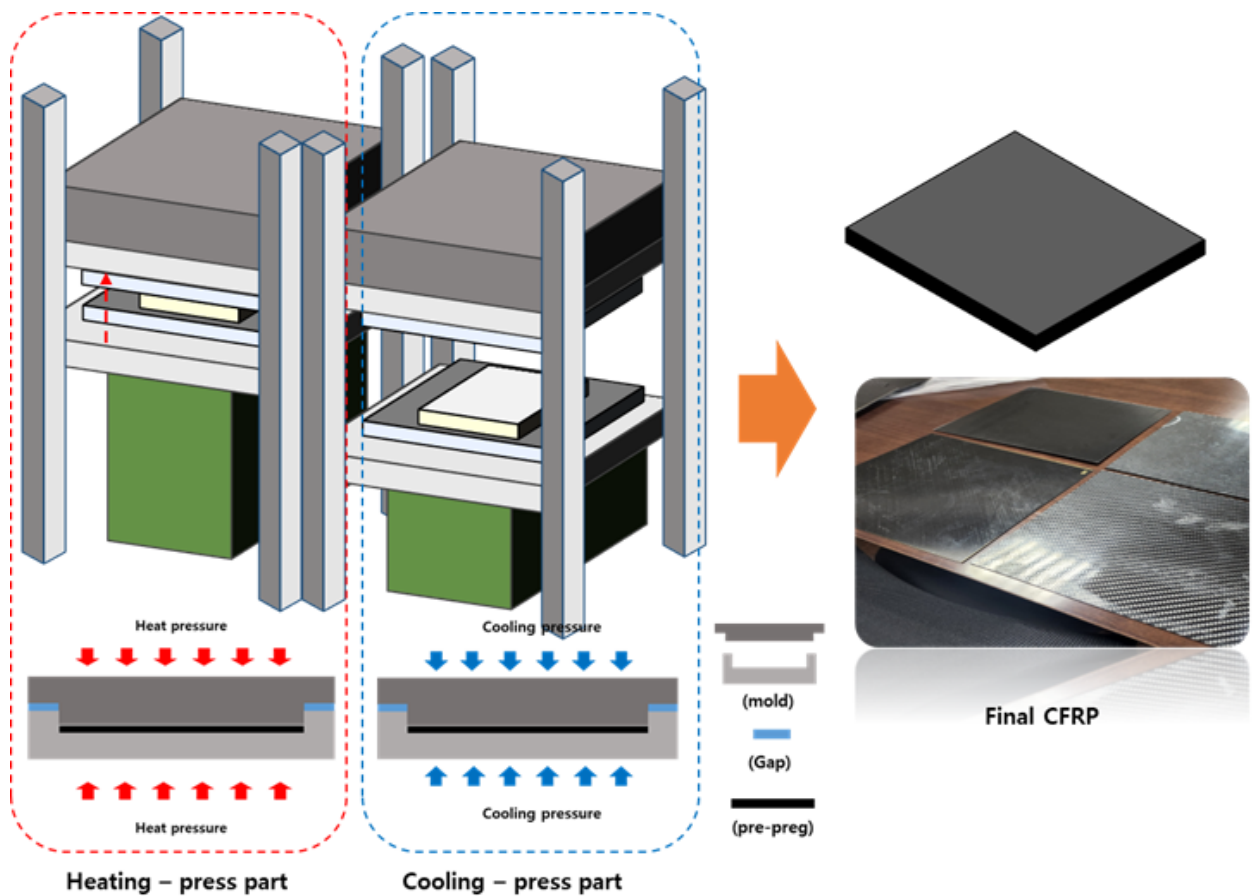 Heat pressure
Heat pressure
Heating – press part
Cooling pressure
Cooling pressure
Cooling – press part
(mold)
(Gap)
(pre-preg)
Final CFRP